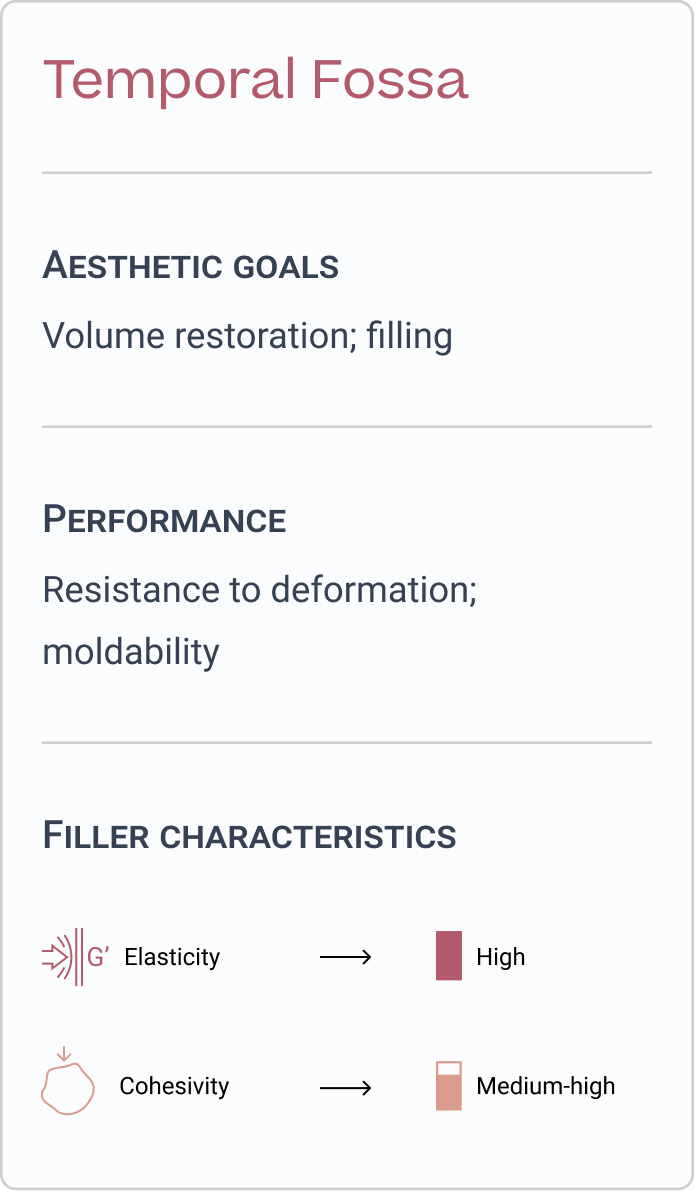 Temporal Fossa
AESTHETIC GOALS
Volume restoration; filling
PERFORMANCE
Resistance to deformation;
moldability
FILLER CHARACTERISTICS
G’ Elasticity → High
Cohesivity → Medium-high